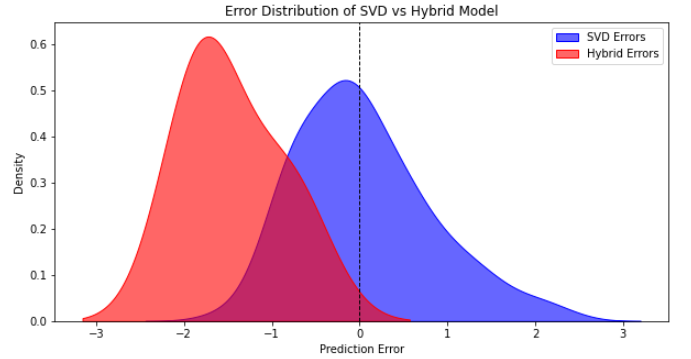 Error Distribution of SVD vs Hybrid Model
SVD Errors
Hybrid Errors
Density
0.6
0.5
0.4
0.3
0.2
0.1
0.0
−3 −2 −1 0 1 2 3
Prediction Error